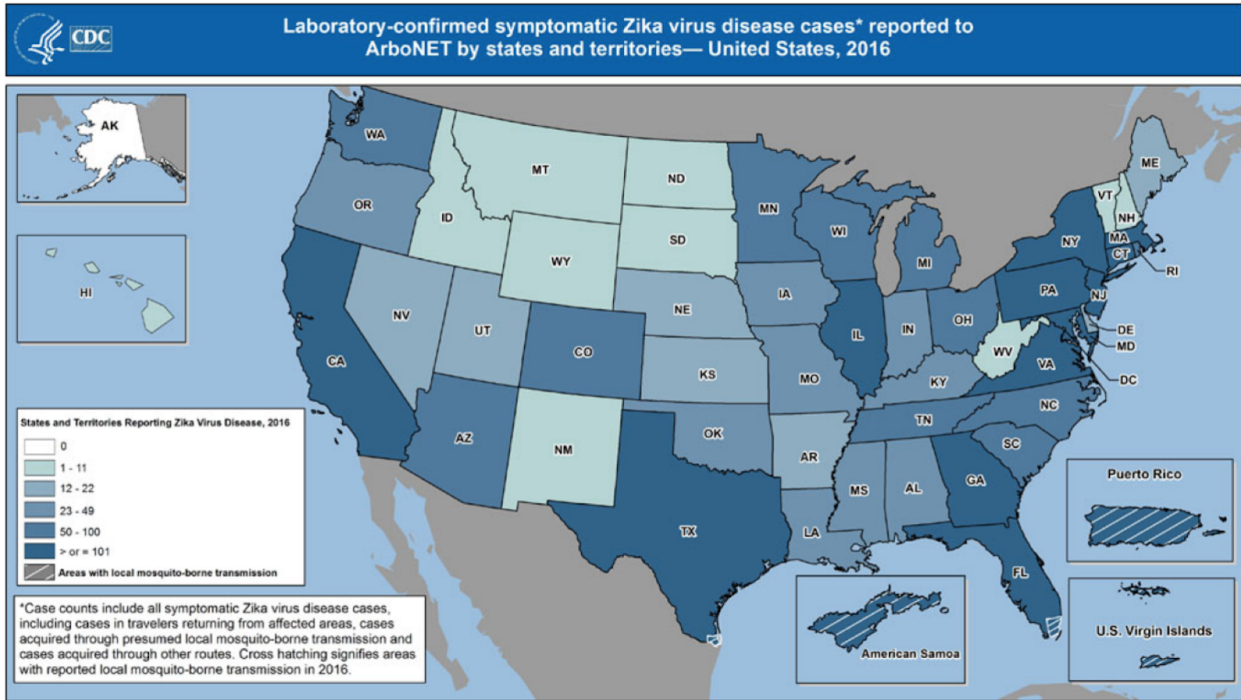 CDC
Laboratory-confirmed symptomatic Zika virus disease cases* reported to
ArboNET by states and territories— United States, 2016
AK
HI
WA
OR
CA
ID
NV
MT
WY
UT
AZ
CO
NM
ND
SD
NE
KS
OK
TX
MN
IA
MO
AR
LA
WI
IL
MI
IN
OH
KY
TN
MS
AL
GA
FL
SC
NC
VA
WV
PA
NY
VT
NH
ME
MA
CT
RI
NJ
DE
MD
DC
States and Territories Reporting Zika Virus Disease, 2016
0
1 - 11
12 - 22
23 - 49
50 - 100
> or = 101
Areas with local mosquito-borne transmission
*Case counts include all symptomatic Zika virus disease cases,
including cases in travelers returning from affected areas, cases
acquired through presumed local mosquito-borne transmission and
cases acquired through other routes. Cross hatching signifies areas
with reported local mosquito-borne transmission in 2016.
American Samoa
Puerto Rico
U.S. Virgin Islands